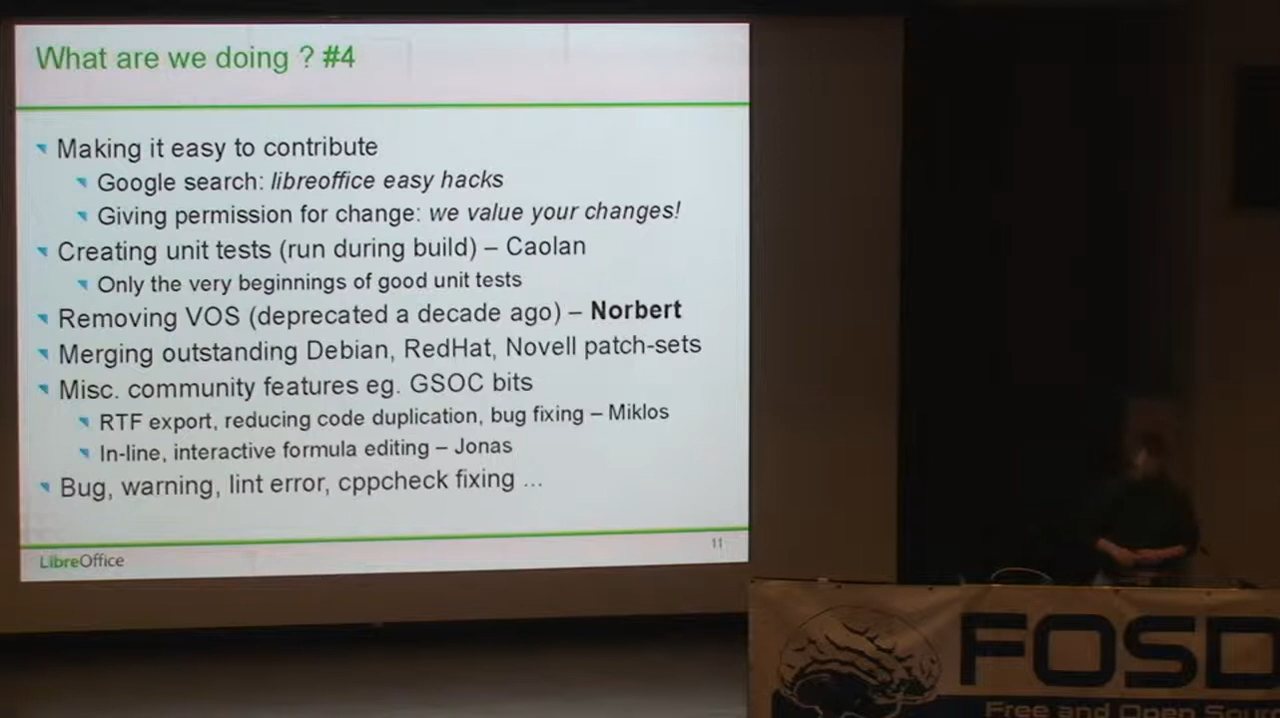 What are we doing ? #4
Making it easy to contribute
Google search: libreoffice easy hacks
Giving permission for change: we value your changes!
Creating unit tests (run during build) – Caolan
Only the very beginnings of good unit tests
Removing VOS (deprecated a decade ago) – Norbert
Merging outstanding Debian, RedHat, Novell patch-sets
Misc. community features eg. GSOC bits
RTF export, reducing code duplication, bug fixing – Miklos
In-line, interactive formula editing – Jonas
Bug, warning, lint error, cppcheck fixing ...
LibreOffice
11
FOSD
Free and Open Sourc